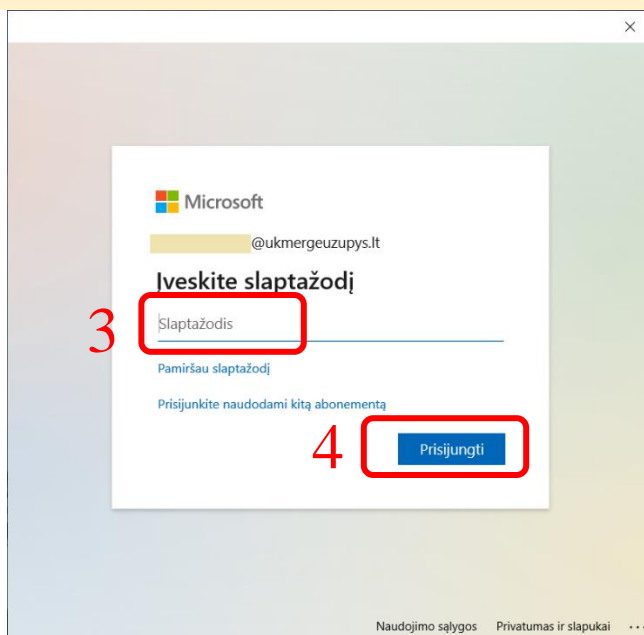 Microsoft
@ukmergeuzupys.lt
Įveskite slaptažodį
3
Slaptažodis
Pamiršau slaptažodį
Prisijunkite naudodami kitą abonementą
4
Prisijungti
Naudojimo sąlygos Privatumas ir slapukai ...